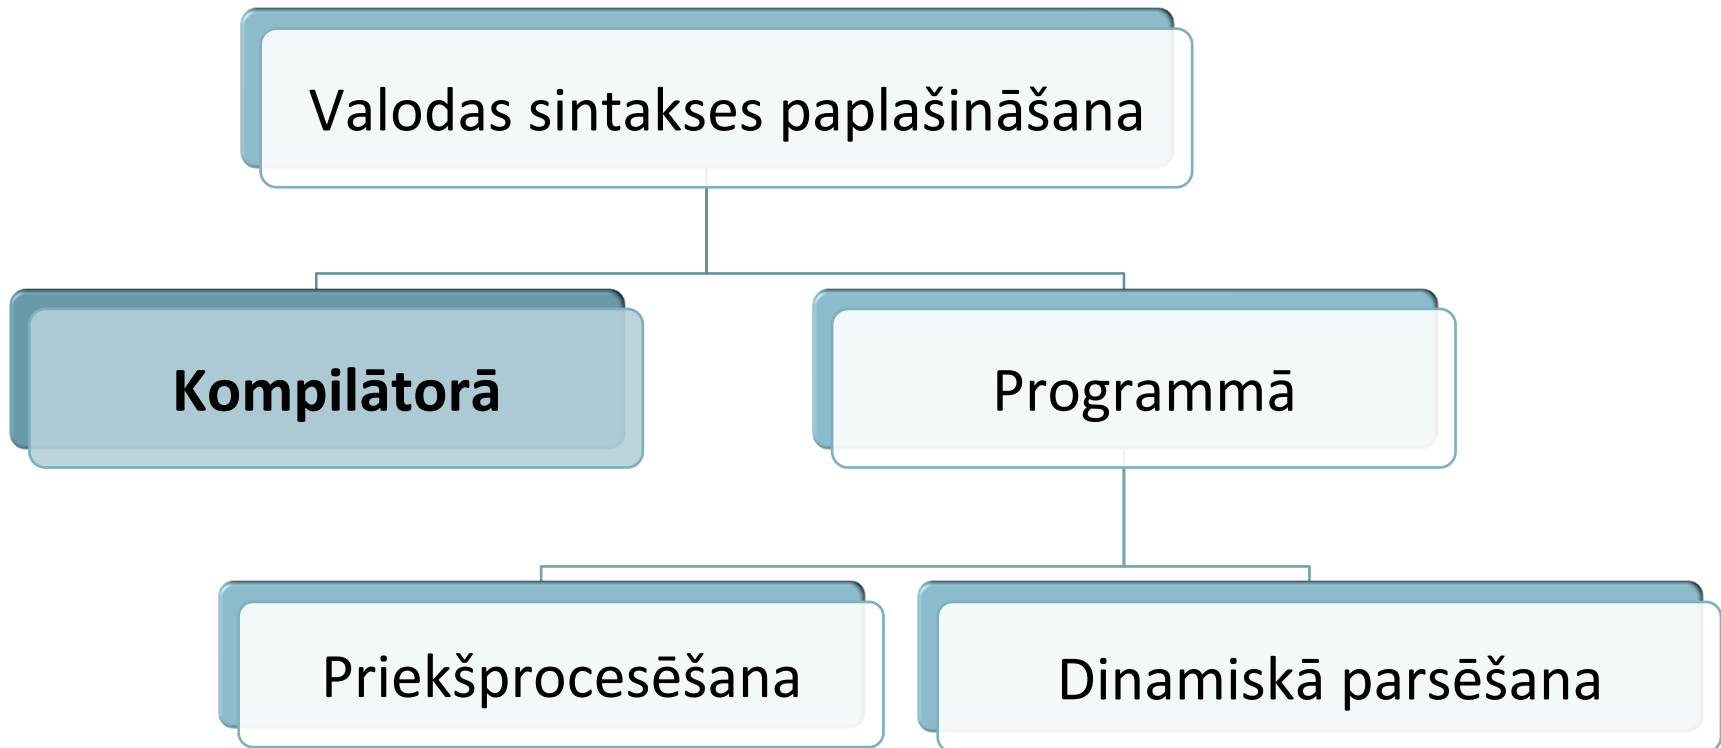 Valodas sintakses paplašināšana
Kompilātorā
Programmā
Priekšprocesēšana
Dinamiskā parsēšana